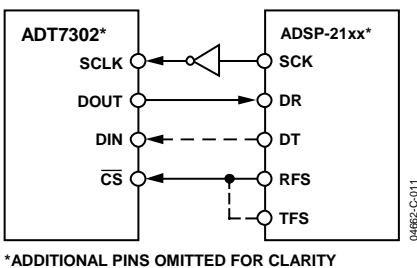 ADT7302*
ADSP-21xx*
SCLK
SCK
DOUT
DR
DIN
DT
CS
RFS
TFS
04662-C-011
*ADDITIONAL PINS OMITTED FOR CLARITY